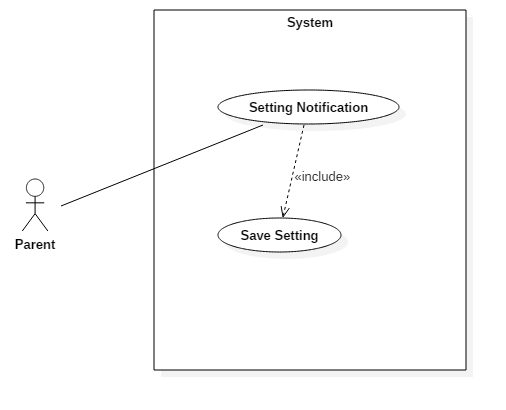 System
Setting Notification
«include»
Parent
Save Setting